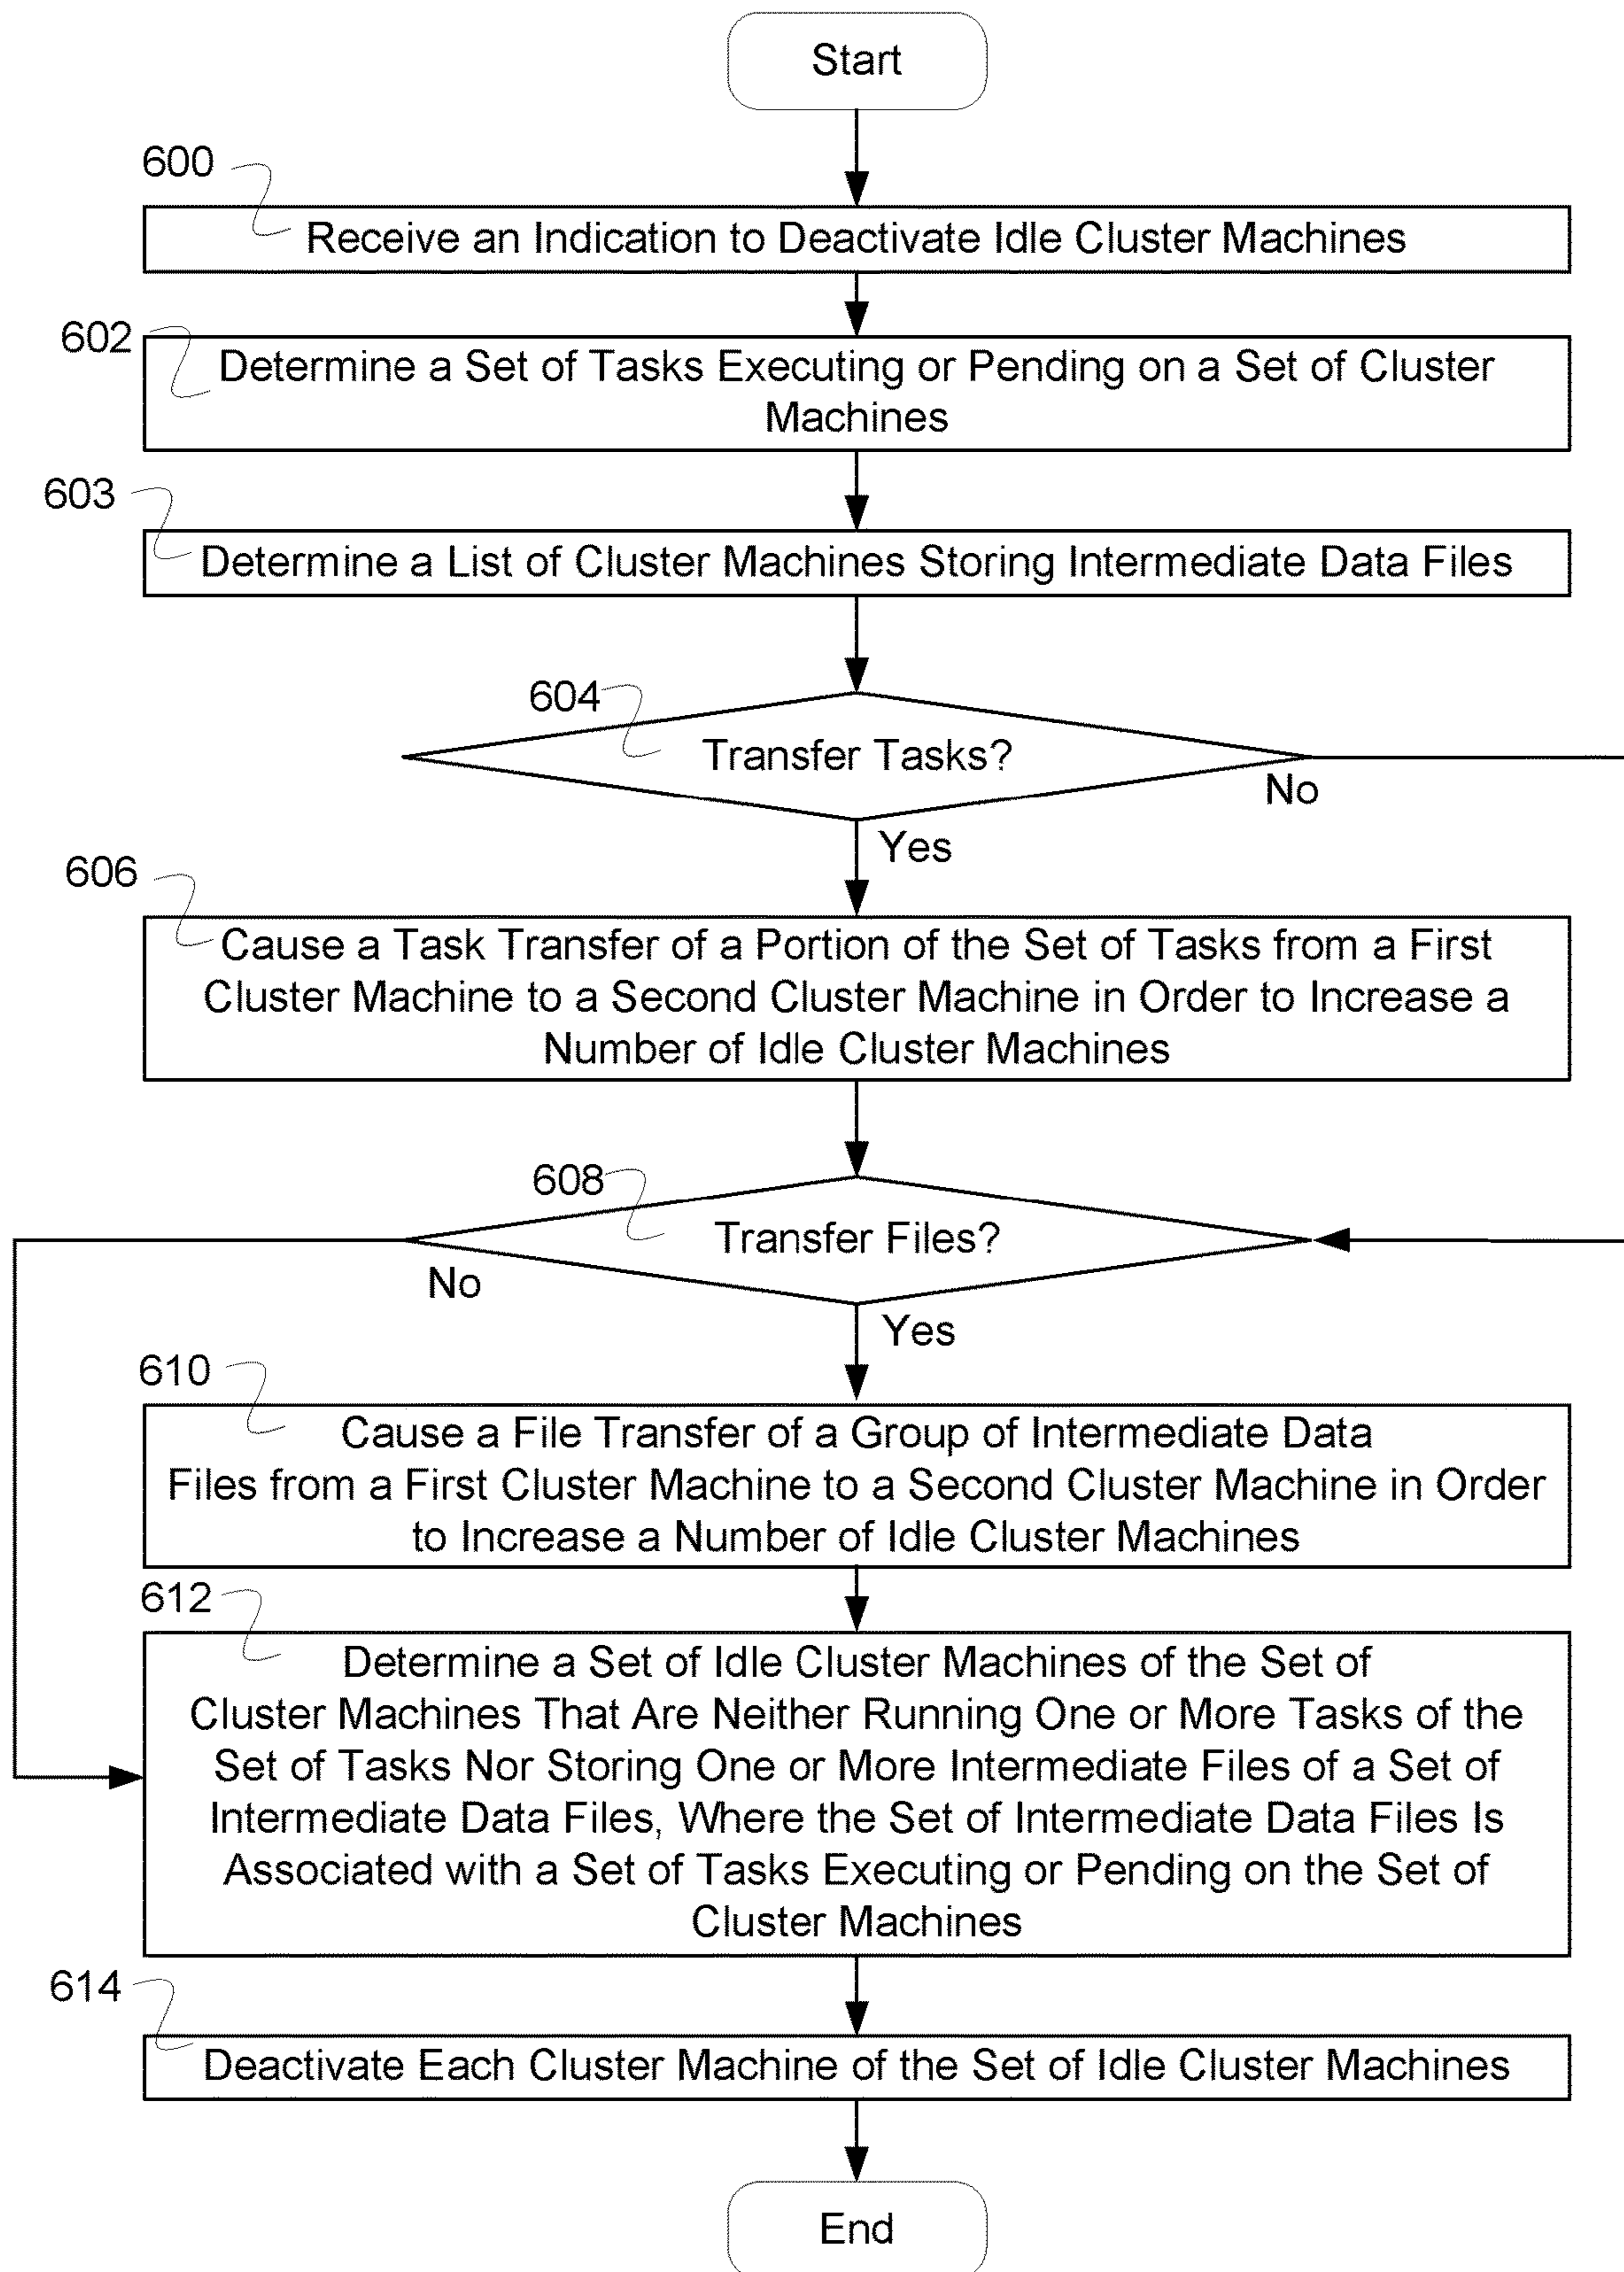 Start
600
Receive an Indication to Deactivate Idle Cluster Machines
602
Determine a Set of Tasks Executing or Pending on a Set of Cluster
Machines
603
Determine a List of Cluster Machines Storing Intermediate Data Files
604
Transfer Tasks?
No
Yes
606
Cause a Task Transfer of a Portion of the Set of Tasks from a First
Cluster Machine to a Second Cluster Machine in Order to Increase a
Number of Idle Cluster Machines
608
Transfer Files?
No
Yes
610
Cause a File Transfer of a Group of Intermediate Data
Files from a First Cluster Machine to a Second Cluster Machine in Order
to Increase a Number of Idle Cluster Machines
612
Determine a Set of Idle Cluster Machines of the Set of
Cluster Machines That Are Neither Running One or More Tasks of the
Set of Tasks Nor Storing One or More Intermediate Files of a Set of
Intermediate Data Files, Where the Set of Intermediate Data Files Is
Associated with a Set of Tasks Executing or Pending on the Set of
Cluster Machines
614
Deactivate Each Cluster Machine of the Set of Idle Cluster Machines
End